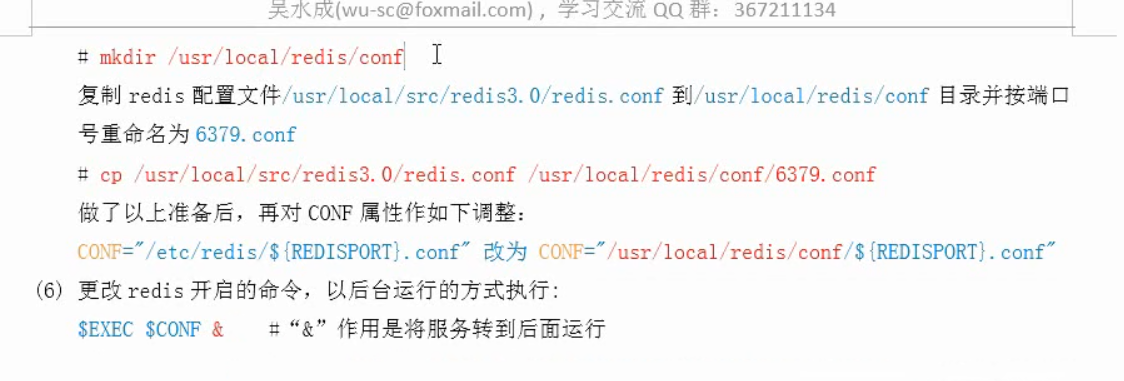 吴水成(wu-sc@foxmail.com)，学习交流 QQ 群：367211134
# mkdir /usr/local/redis/conf
复制 redis 配置文件/usr/local/src/redis3.0/redis.conf 到/usr/local/redis/conf 目录并按端口
号重命名为 6379.conf
# cp /usr/local/src/redis3.0/redis.conf /usr/local/redis/conf/6379.conf
做了以上准备后，再对 CONF 属性作如下调整：
CONF="/etc/redis/${REDISPORT}.conf" 改为 CONF="/usr/local/redis/conf/${REDISPORT}.conf"
(6) 更改 redis 开启的命令，以后台运行的方式执行：
$EXEC $CONF & #“&”作用是将服务转到后面运行